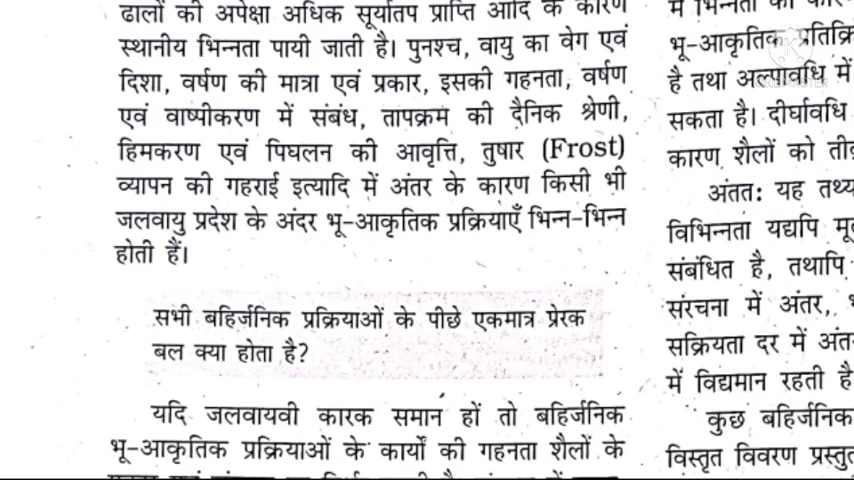 ढालों की अपेक्षा अधिक सूर्यातप प्राप्ति आदि के कारण
स्थानीय भिन्नता पायी जाती है। पुनश्च, वायु का वेग एवं
दिशा, वर्षण की मात्रा एवं प्रकार, इसकी गहनता, वर्षण
एवं वाष्पीकरण में संबंध, तापक्रम की दैनिक श्रेणी,
हिमकरण एवं पिघलन की आवृत्ति, तुषार (Frost)
व्यापन की गहराई इत्यादि में अंतर के कारण किसी भी
जलवायु प्रदेश के अंदर भू-आकृतिक प्रक्रियाएँ भिन्न-भिन्न
होती हैं।
सभी बहिर्जनिक प्रक्रियाओं के पीछे एकमात्र प्रेरक
बल क्या होता है?
यदि जलवायवी कारक समान हों तो बहिर्जनिक
भू-आकृतिक प्रक्रियाओं के कार्यों की गहनता शैलों के
में भिन्नता
भू-आकृतिक
है तथा अल्पावधि में
सकता है। दीर्घावधि
कारण शैलों को
अंततः यह
विभिन्नता यद्यपि
संबंधित है, तथापि
संरचना में अंतर,
सक्रियता दर में
में विद्यमान रहती है
कुछ बहिर्जनिक
विस्तृत विवरण